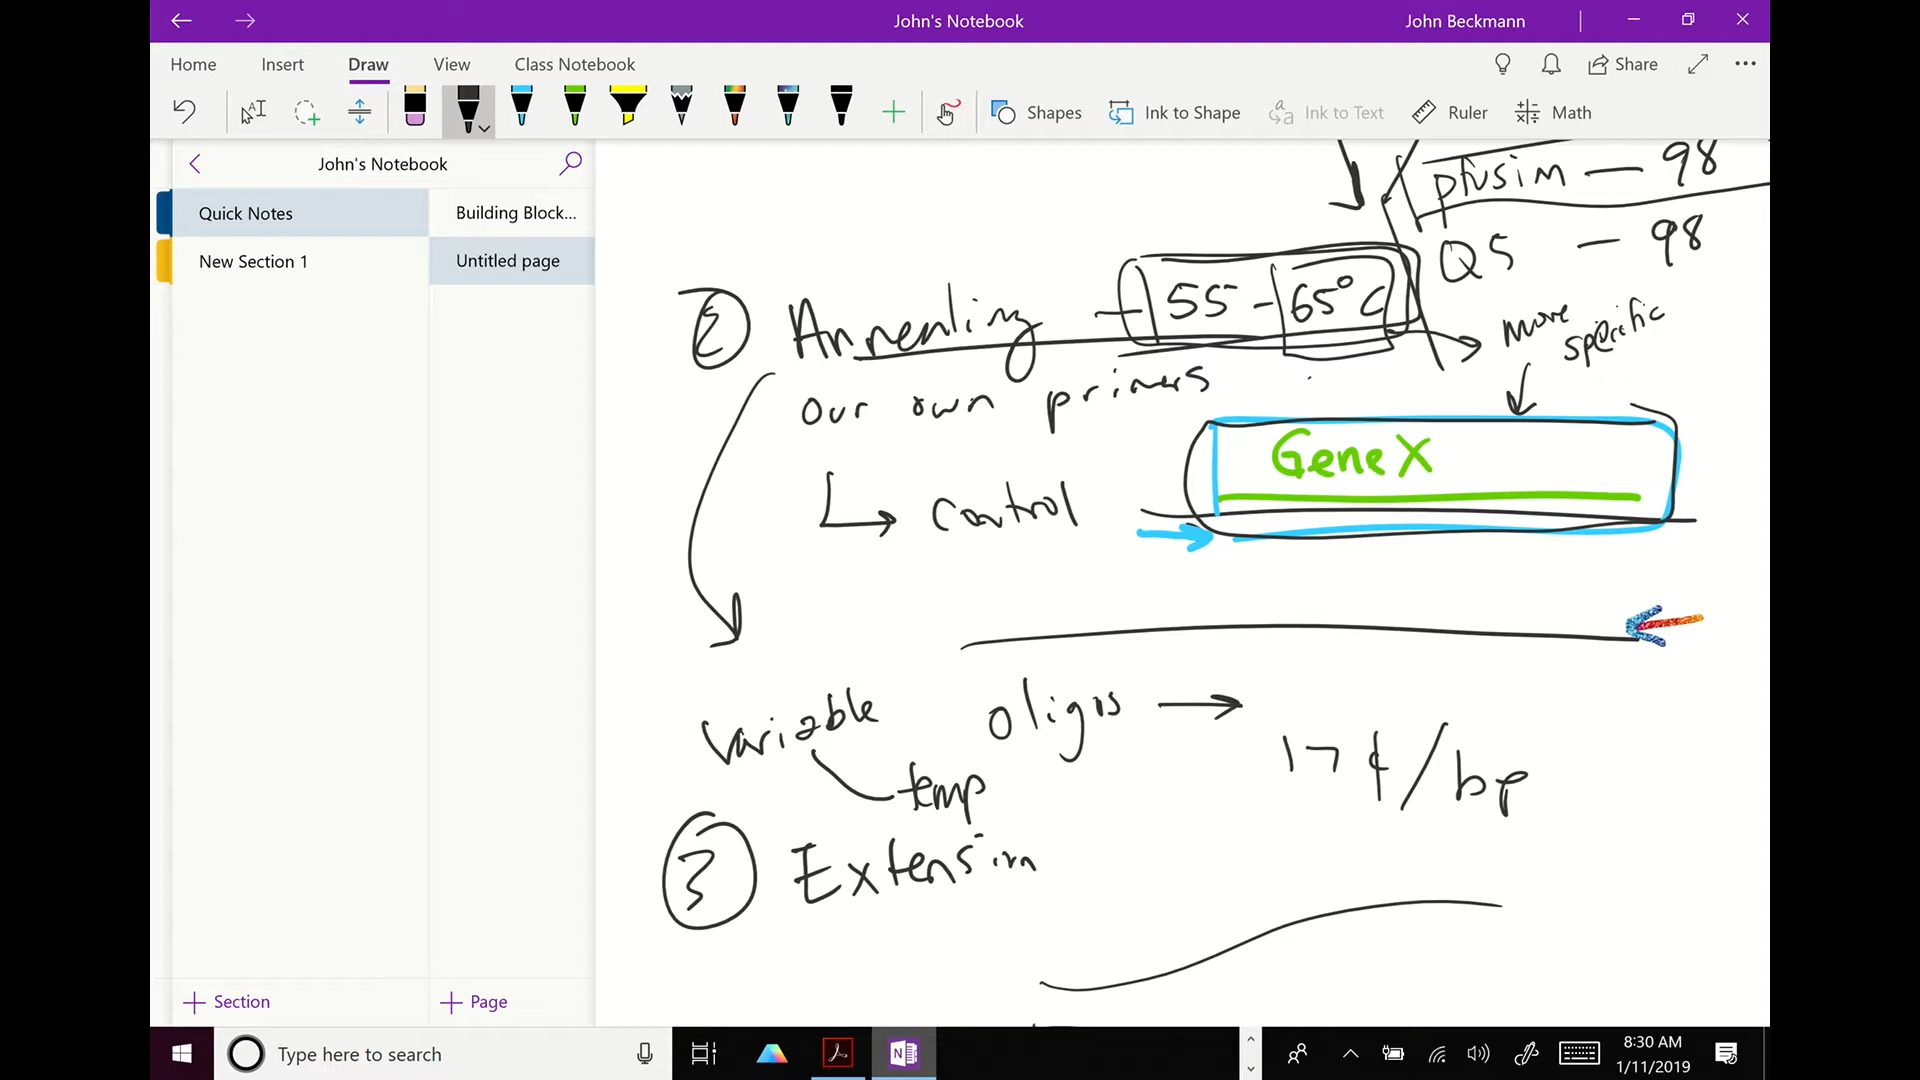 John's Notebook
John Beckmann
Home
Insert
Draw
View
Class Notebook
Share
Shapes
Ink to Shape
Ink to Text
Ruler
Math
John's Notebook
Quick Notes
Building Block...
New Section 1
Untitled page
pfusion — 98
Q5 — 98
2 Annealing — 55 - 65°C
more specific
our own primers
Gene X
control
variable
oligos →
temp
17 ¢/bp
3 Extension
Section
Page
Type here to search
8:30 AM
1/11/2019